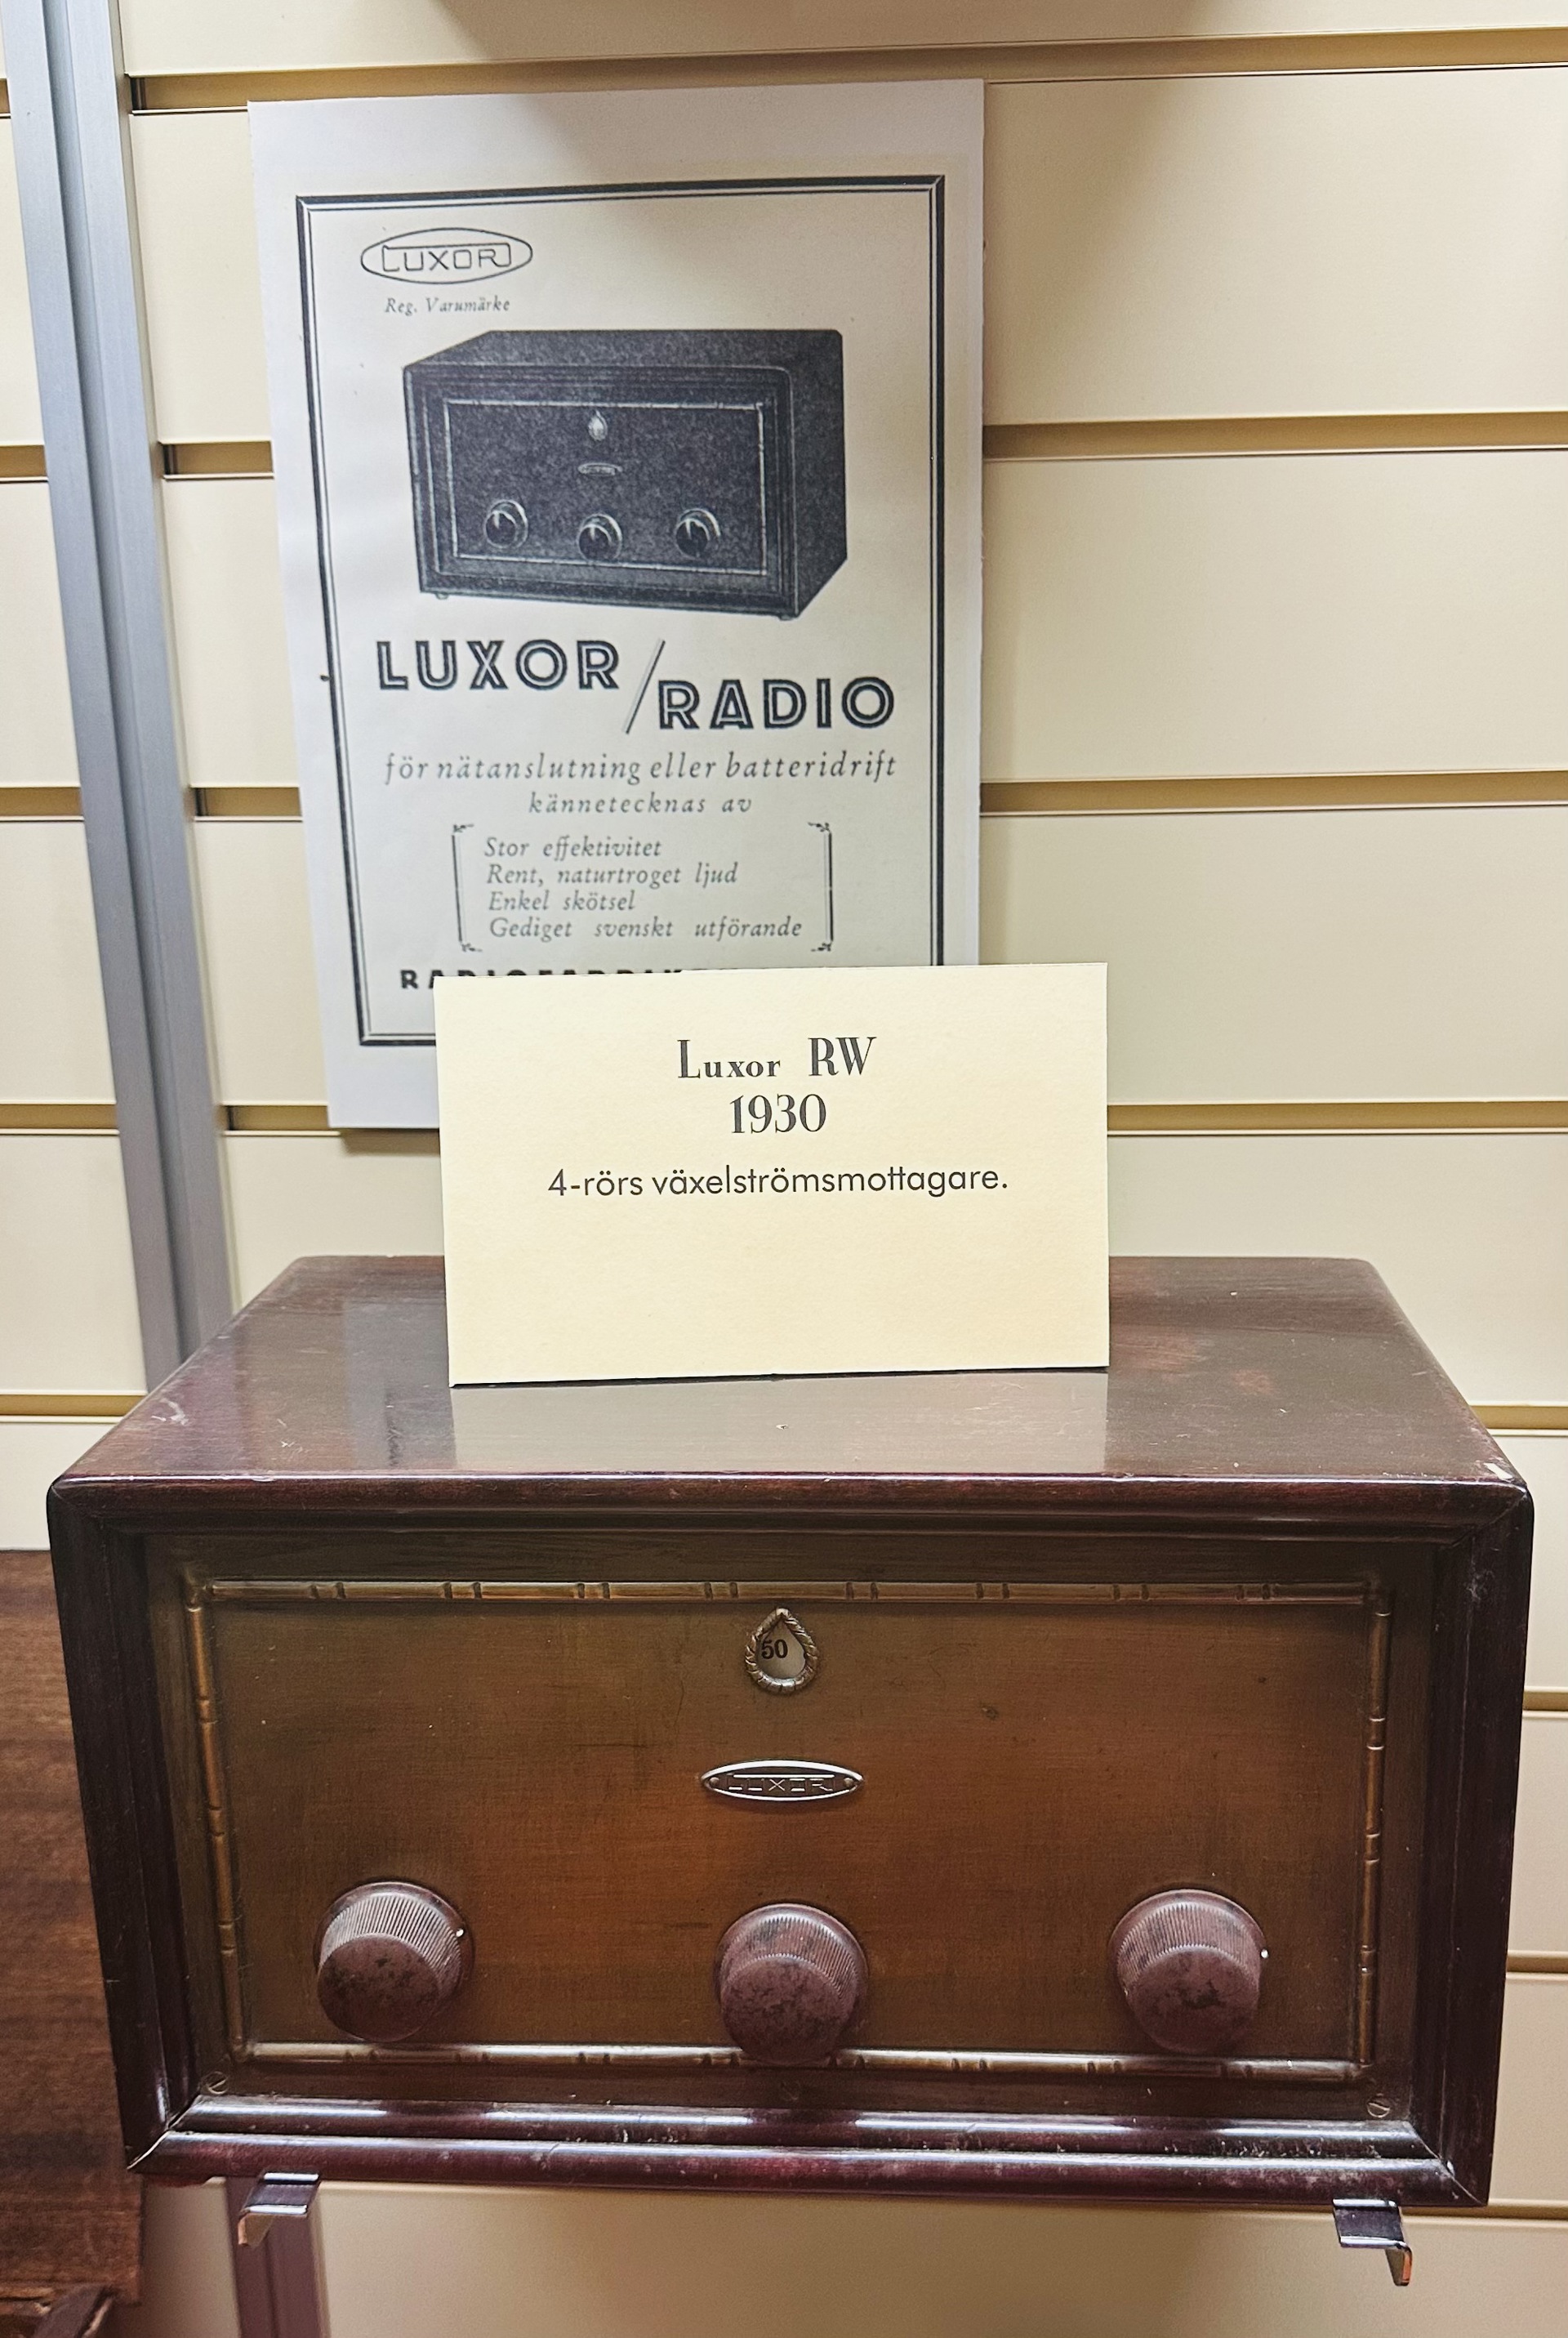 LUXOR
Reg. Varumärke
LUXOR/RADIO
för nätanslutning eller batteridrift
kännetecknas av
Stor effektivitet
Rent, naturtroget ljud
Enkel skötsel
Gediget svenskt utförande
Luxor RW
1930
4-rörs växelströmsmottagare.
50
LUXOR